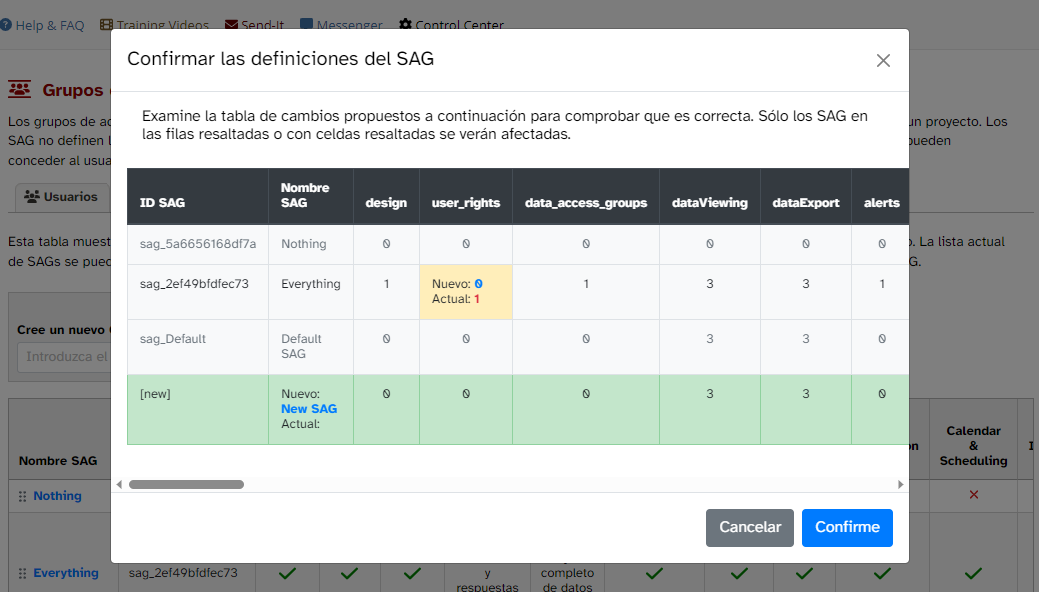 Help & FAQ Training Videos Send-It Messenger Control Center
Confirmar las definiciones del SAG
Grupos
Examine la tabla de cambios propuestos a continuación para comprobar que es correcta. Sólo los SAG en
las filas resaltadas o con celdas resaltadas se verán afectadas.
Los grupos de
un proyecto. Los
SAG no definen
pueden
conceder al
Usuarios
ID SAG Nombre SAG design user_rights data_access_groups dataViewing dataExport alerts
sag_5a6656168df7a Nothing 0 0 0 0 0 0
Esta tabla
La lista actual
de SAGs se
sag_2ef49bfdfec73 Everything 1 Nuevo: 0 1 3 3 1
Actual: 1
Cree un nuevo
sag_Default Default 0 0 0 3 3 0
SAG
Introduzca el
[new] Nuevo: 0 0 0 3 3 0
New SAG
Actual:
Nombre SAG
Calendar
&
Scheduling
Nothing
Cancelar Confirme
Everything sag_2ef49bfdfec73
y
respuestas
completo
de datos